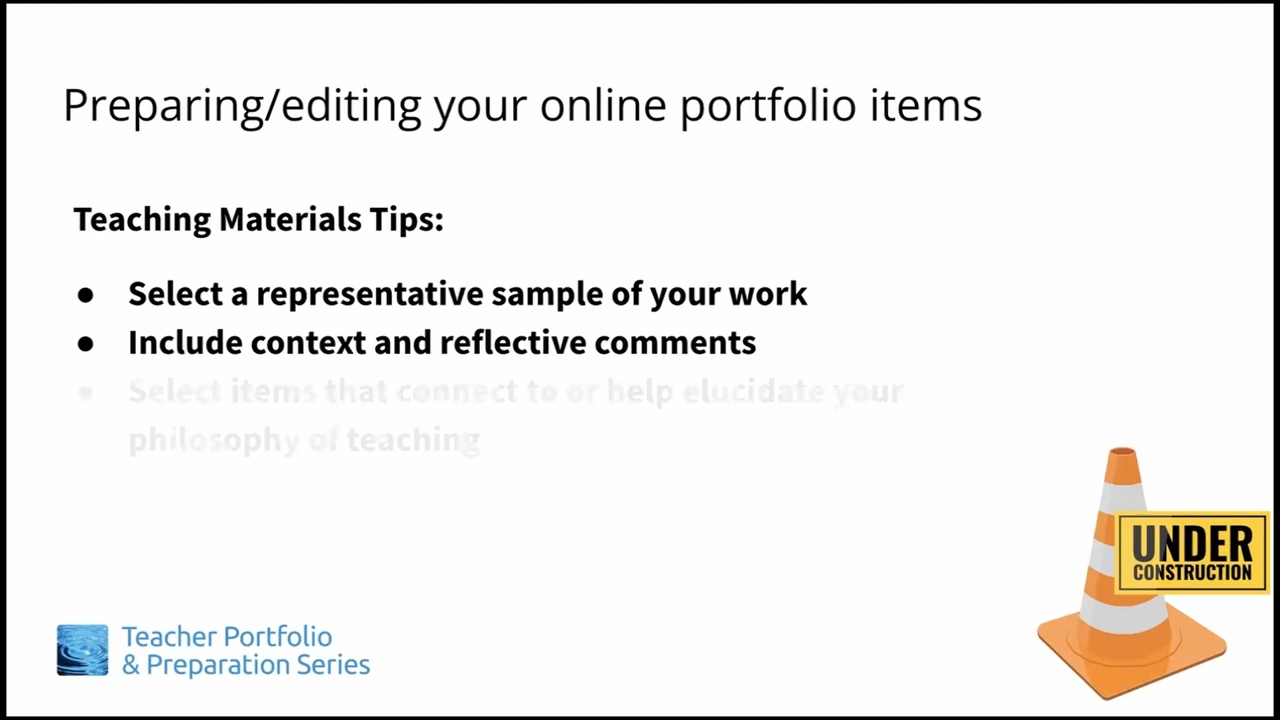 Preparing/editing your online portfolio items
Teaching Materials Tips:
● Select a representative sample of your work
● Include context and reflective comments
● Select items that connect to or help elucidate your
philosophy of teaching
UNDER
CONSTRUCTION
Teacher Portfolio
& Preparation Series